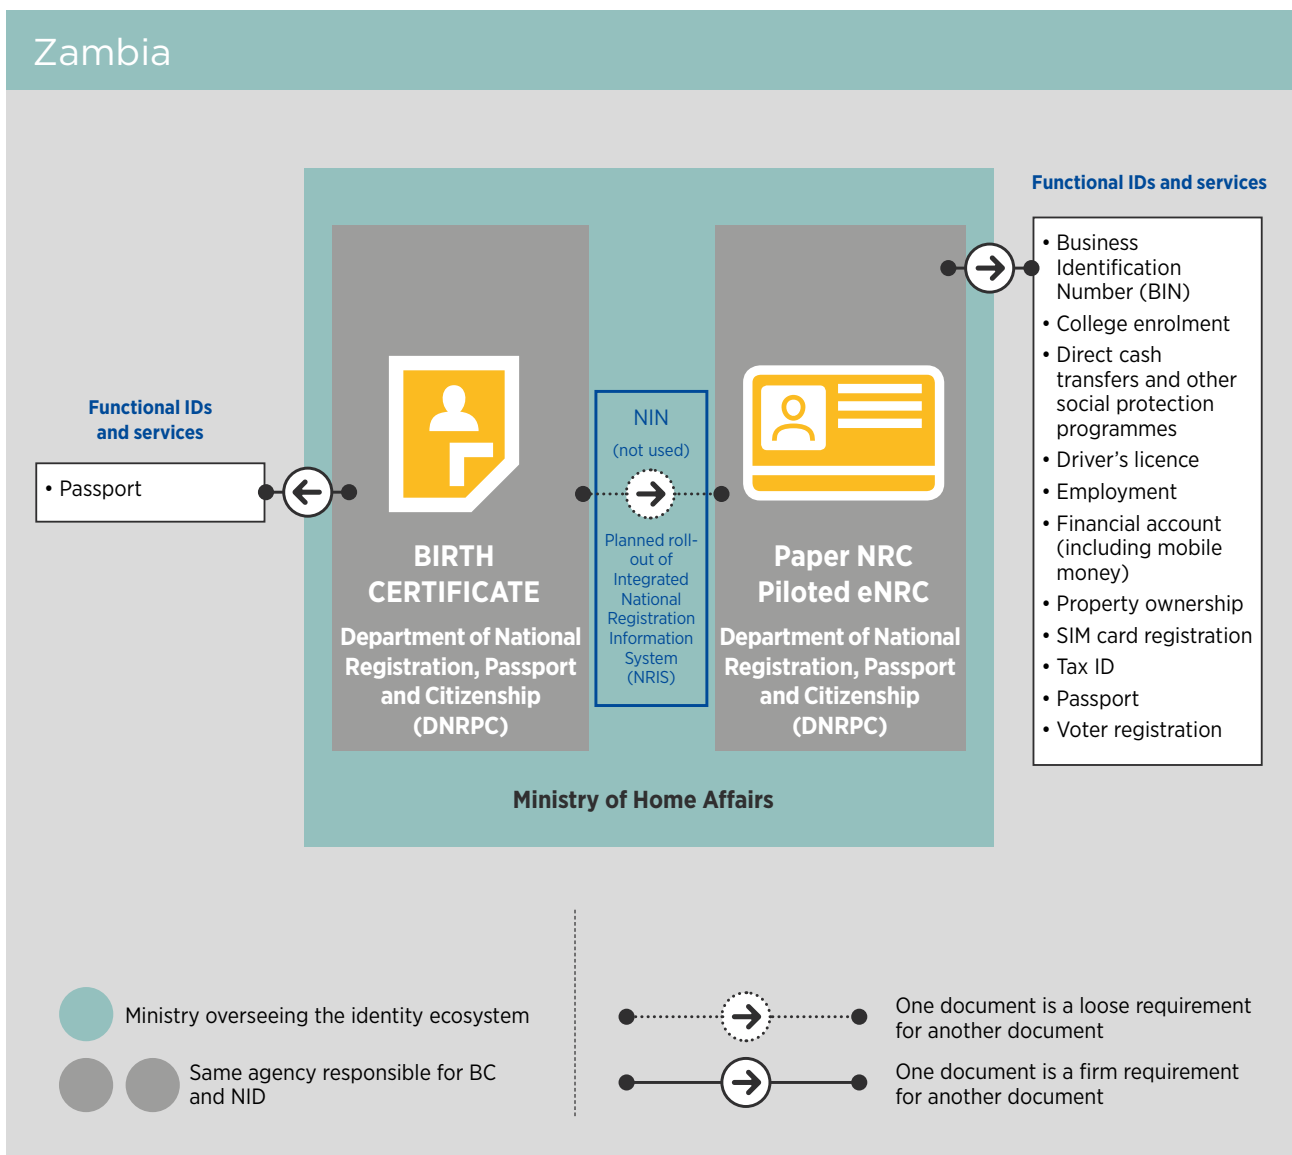 Zambia
Functional IDs
and services
• Passport
BIRTH
CERTIFICATE
Department of National
Registration, Passport
and Citizenship
(DNRPC)
NIN
(not used)
Planned roll-
out of
Integrated
National
Registration
Information
System
(NRIS)
Paper NRC
Piloted eNRC
Department of National
Registration, Passport
and Citizenship
(DNRPC)
Ministry of Home Affairs
Functional IDs and services
• Business
Identification
Number (BIN)
• College enrolment
• Direct cash
transfers and other
social protection
programmes
• Driver’s licence
• Employment
• Financial account
(including mobile
money)
• Property ownership
• SIM card registration
• Tax ID
• Passport
• Voter registration
Ministry overseeing the identity ecosystem
Same agency responsible for BC
and NID
One document is a loose requirement
for another document
One document is a firm requirement
for another document